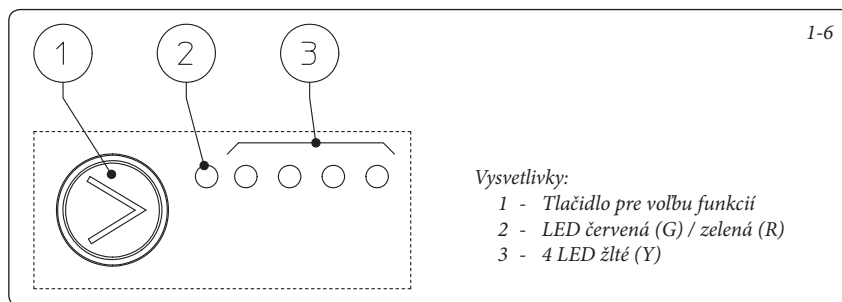 1-6
1 2 3
Vysvetlivky:
1 - Tlačidlo pre voľbu funkcií
2 - LED červená (G) / zelená (R)
3 - 4 LED žlté (Y)